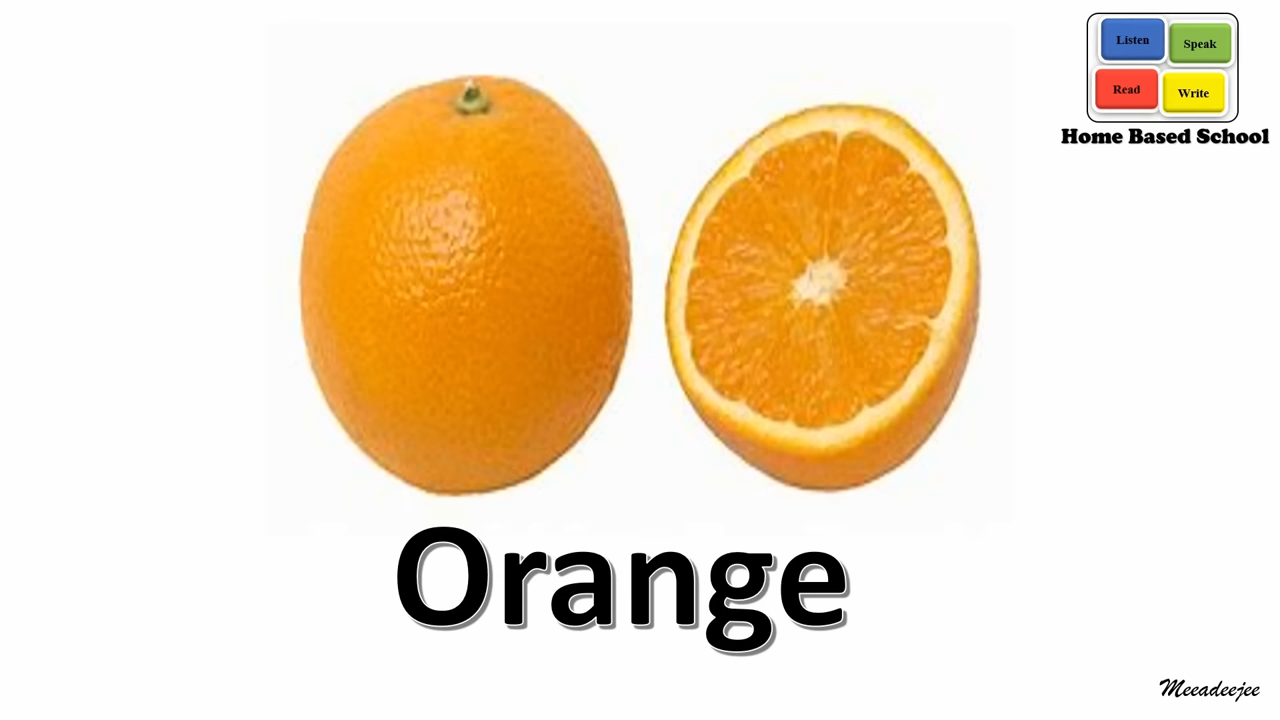 Listen
Speak
Read
Write
Home Based School
Orange
Meeadeejee